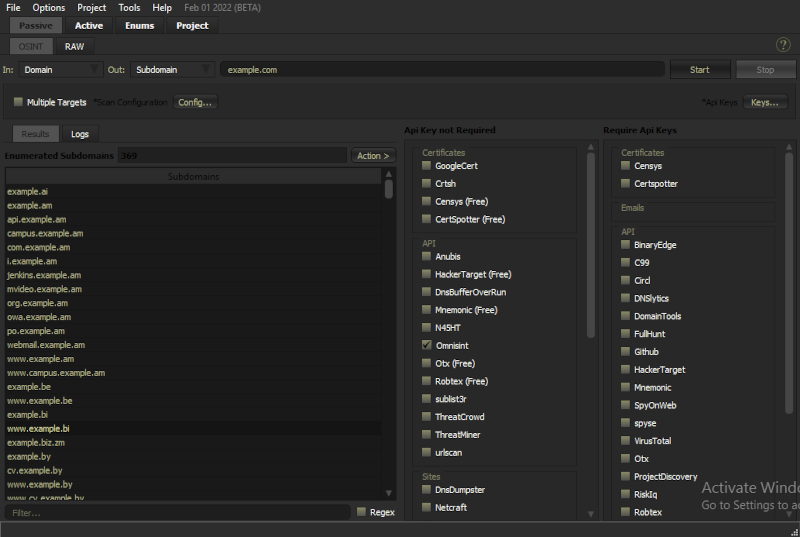 File Options Project Tools Help Feb 01 2022 (BETA)
Passive Active Enums Project
OSINT RAW ?
In: Domain Out: Subdomain example.com Start Stop
Multiple Targets *Scan Configuration Config... *Api Keys Keys...
Results Logs
Enumerated Subdomains 369 Action >
Subdomains
example.ai
example.am
api.example.am
campus.example.am
com.example.am
i.example.am
jenkins.example.am
mvideo.example.am
org.example.am
owa.example.am
po.example.am
webmail.example.am
www.example.am
www.campus.example.am
example.be
www.example.be
example.bi
www.example.bi
example.biz.zm
example.by
cv.example.by
www.example.by
www.cv.example.by
Filter... Regex
Api Key not Required
Certificates
GoogleCert
Crtsh
Censys (Free)
CertSpotter (Free)
API
Anubis
HackerTarget (Free)
DnsBufferOverRun
Mnemonic (Free)
N45HT
Omnisint
Otx (Free)
Robtex (Free)
sublist3r
ThreatCrowd
ThreatMiner
urlscan
Sites
DnsDumpster
Netcraft
Require Api Keys
Certificates
Censys
Certspotter
Emails
API
BinaryEdge
C99
Circl
DNSlytics
DomainTools
FullHunt
Github
HackerTarget
Mnemonic
SpyOnWeb
spyse
VirusTotal
Otx
ProjectDiscovery
RiskIq
Robtex
Activate Windo
Go to Settings to ac